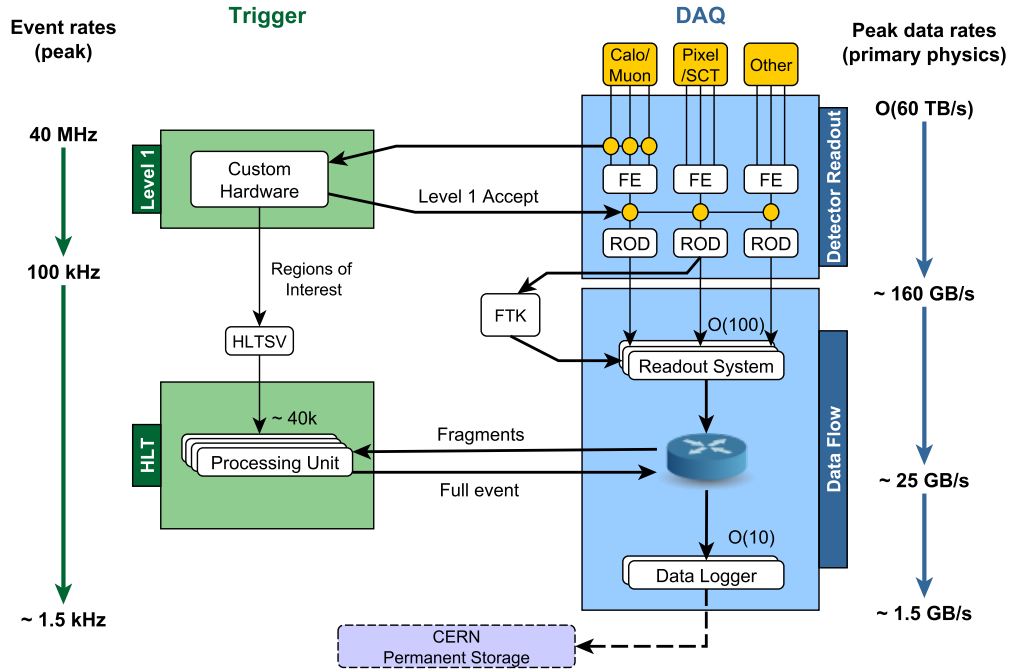 Trigger
DAQ
Event rates
(peak)
Peak data rates
(primary physics)
Calo/
Muon
Pixel
/SCT
Other
40 MHz
O(60 TB/s)
Level 1
Custom
Hardware
FE
FE
FE
Level 1 Accept
Detector Readout
ROD
ROD
ROD
100 kHz
Regions of
Interest
~ 160 GB/s
FTK
O(100)
HLTSV
Readout System
~ 40k
HLT
Processing Unit
Fragments
Full event
Data Flow
~ 25 GB/s
O(10)
Data Logger
~ 1.5 kHz
~ 1.5 GB/s
CERN
Permanent Storage